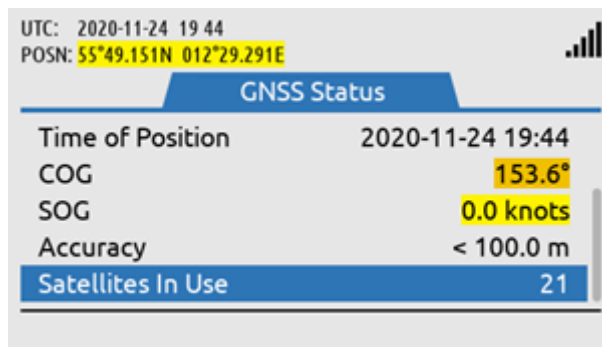 UTC: 2020-11-24 19 44
POSN: 55°49.151N 012°29.291E
GNSS Status
Time of Position 2020-11-24 19:44
COG 153.6°
SOG 0.0 knots
Accuracy < 100.0 m
Satellites In Use 21